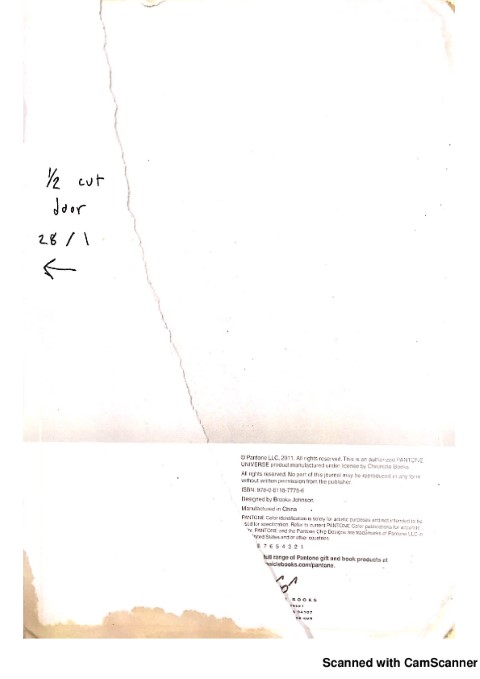 1/2 cut
door
28/1
←
© Pantone LLC, 2011. All rights reserved. This is an authorized PANTONE
UNIVERSE product manufactured under license by Chronicle Books.
All rights reserved. No part of this journal may be reproduced in any form
without written permission from the publisher.
ISBN: 978-0-8118-7775-6
Designed by Brooke Johnson.
Manufactured in China
PANTONE Color identification is solely for artistic purposes and not intended to be
used for specification. Refer to current PANTONE Color publications for accurate
PANTONE and the Pantone Chip Designs are trademarks of Pantone LLC in
United States and/or other countries.
8 7 6 5 4 3 2 1
full range of Pantone gift and book products at
niclebooks.com/pantone.
BOOKS
Scanned with CamScanner